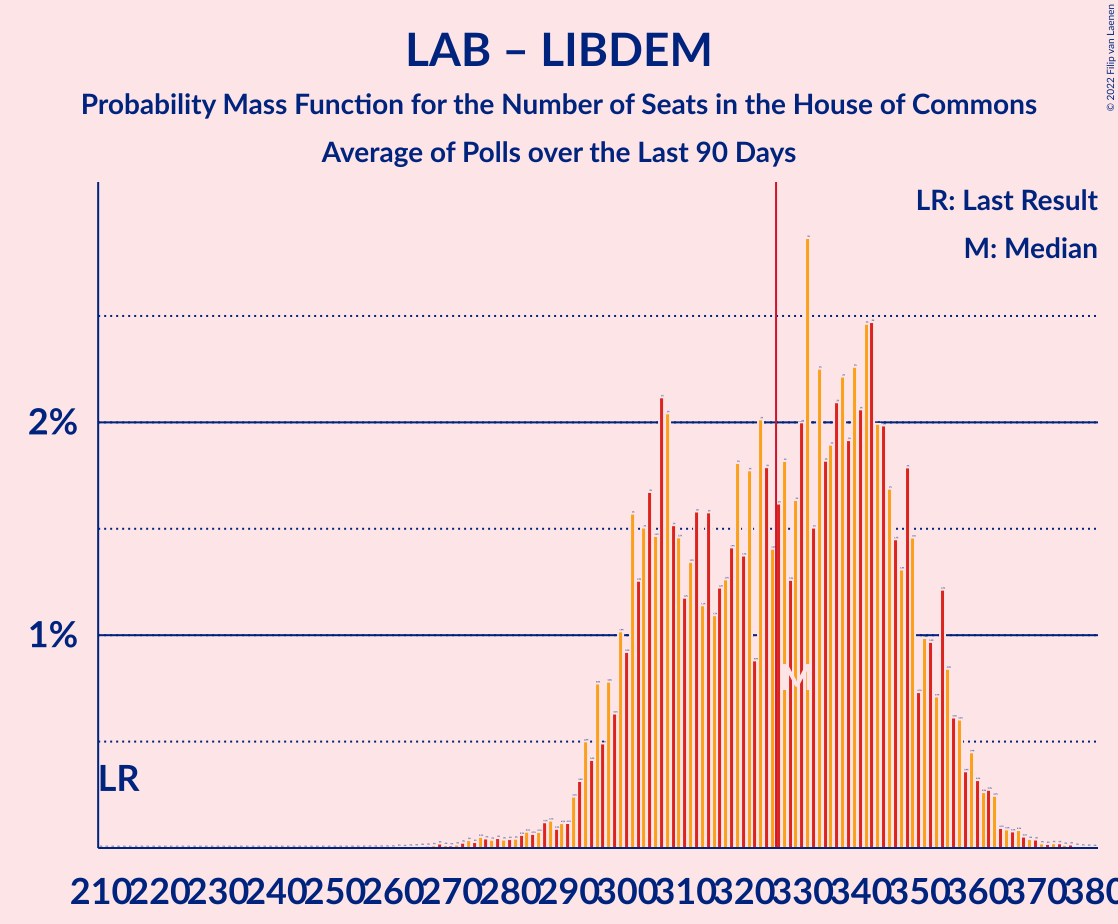 LAB – LIBDEM
Probability Mass Function for the Number of Seats in the House of Commons
Average of Polls over the Last 90 Days
© 2022 Filip van Laenen
LR: Last Result
M: Median
2%
1%
M
LR
210 220 230 240 250 260 270 280 290 300 310 320 330 340 350 360 370 380